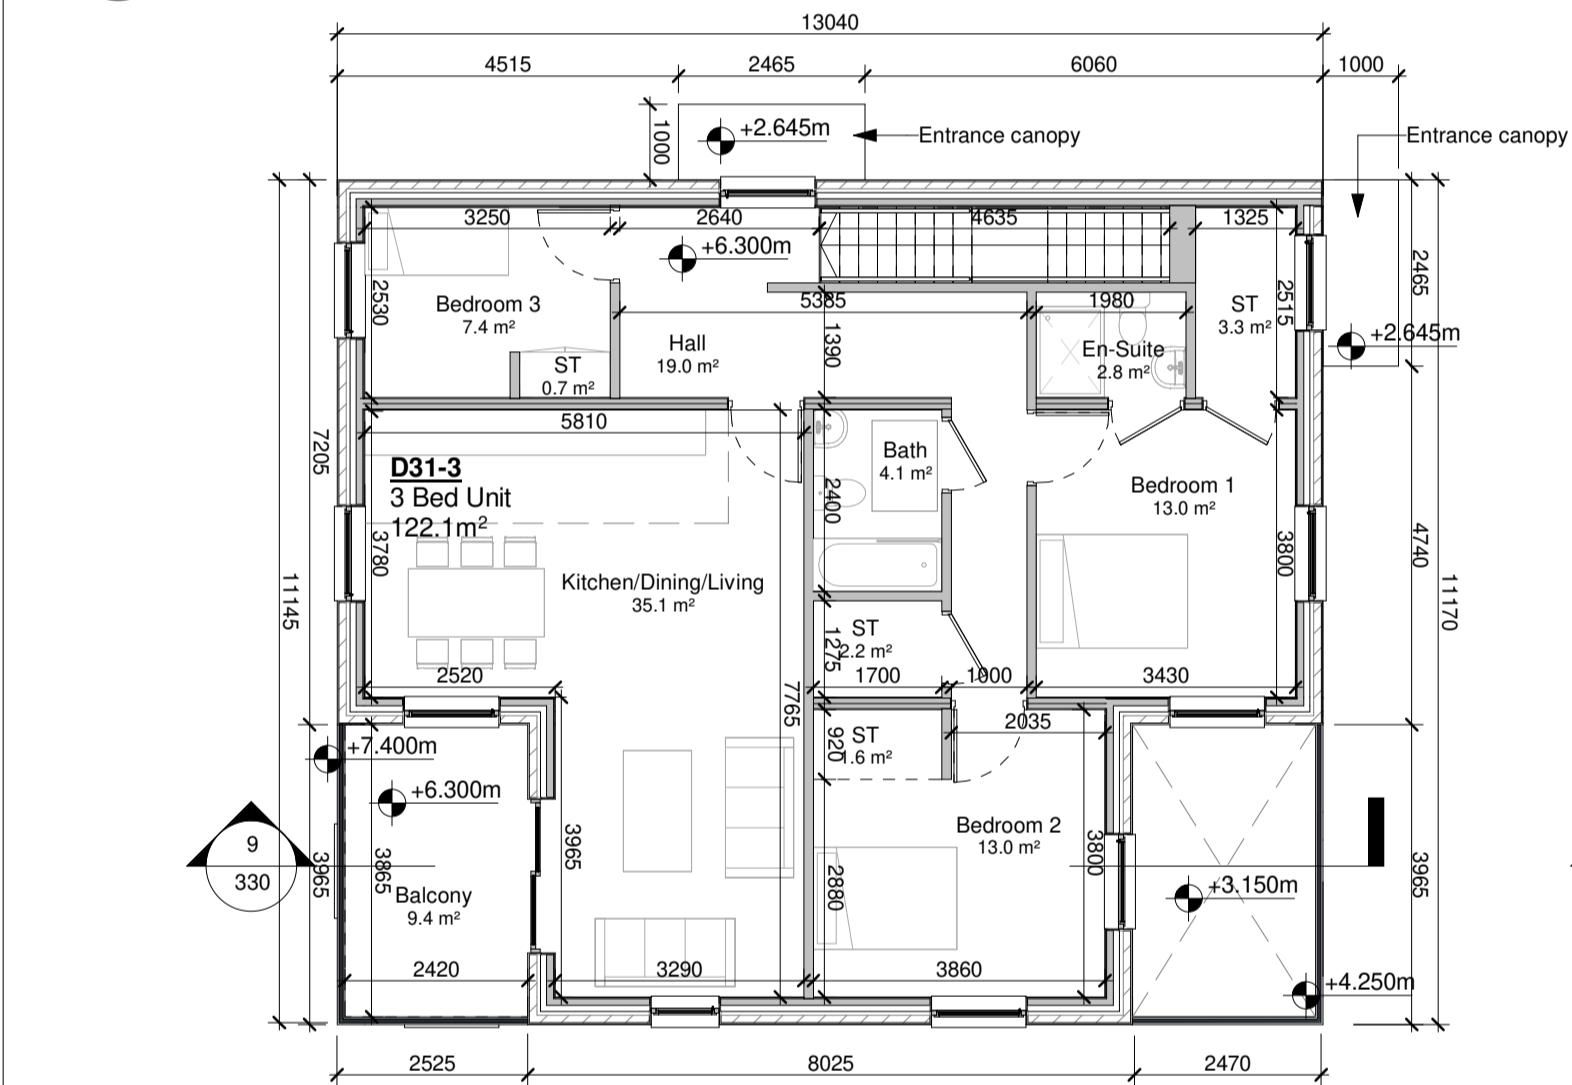 13040
4515
2465
6060
1000
1000
+2.645m
Entrance canopy
Entrance canopy
3250
2640
4635
1325
+6.300m
2530
Bedroom 3
7.4 m²
5385
1980
2515
ST
3.3 m²
2465
+2.645m
Hall
19.0 m²
1390
En-Suite
2.8 m²
ST
0.7 m²
5810
7205
D31-3
3 Bed Unit
122.1m²
Bath
4.1 m²
2400
Bedroom 1
13.0 m²
3780
3800
4740
Kitchen/Dining/Living
35.1 m²
11145
11170
ST
2.2 m²
1275
2520
1700
1000
3430
7765
2035
ST
1.6 m²
920
+7.400m
+6.300m
9
330
3965
3865
3965
Balcony
9.4 m²
Bedroom 2
13.0 m²
3800
2880
3965
+3.150m
2420
3290
3860
+4.250m
2525
8025
2470